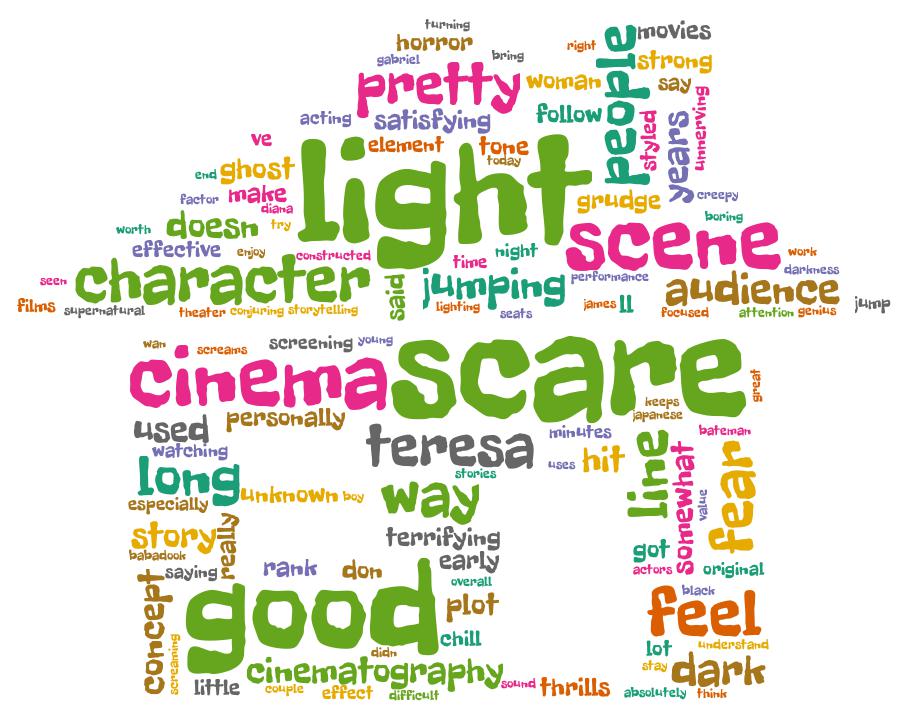 turning
horror
movies
people
right
gabriel
bring
strong
pretty
woman
say
acting
satisfying
follow
styled
years
unnerving
ve
element
tone
today
light
end
ghost
factor
make
diana
try
grudge
creepy
worth
doesn
boring
scene
effective
enjoy
constructed
time
night
work
seen
character
said
jumping
performance
darkness
films
supernatural
theater
conjuring
storytelling
lighting
seats
james
ll
audience
focused
attention
genius
jump
wan
screams
screening
young
cinema
scare
great
keeps
japanese
used
personally
teresa
minutes
line
bateman
watching
stories
uses
hit
somewhat
fear
long
unknown
boy
way
value
especially
story
really
babadook
terrifying
got
saying
rank
don
early
actors
original
overall
concept
good
plot
black
feel
chill
screaming
didn
lot
understand
cinematography
stay
dark
little
couple
effect
difficult
sound
thrills
absolutely
think